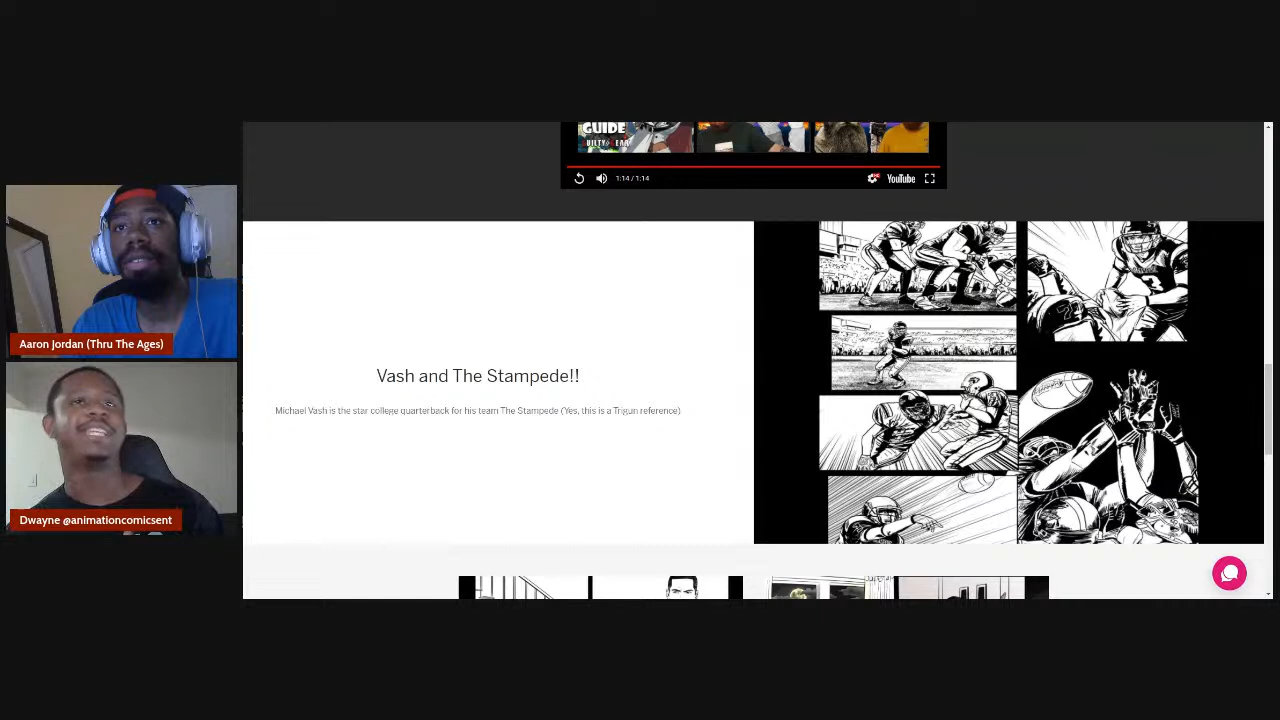 GUIDE
1:14 / 1:14
YouTube
Aaron Jordan (Thru The Ages)
Dwayne @animationcomicsent
Vash and The Stampede!!
Michael Vash is the star college quarterback for his team The Stampede (Yes, this is a Trigun reference)